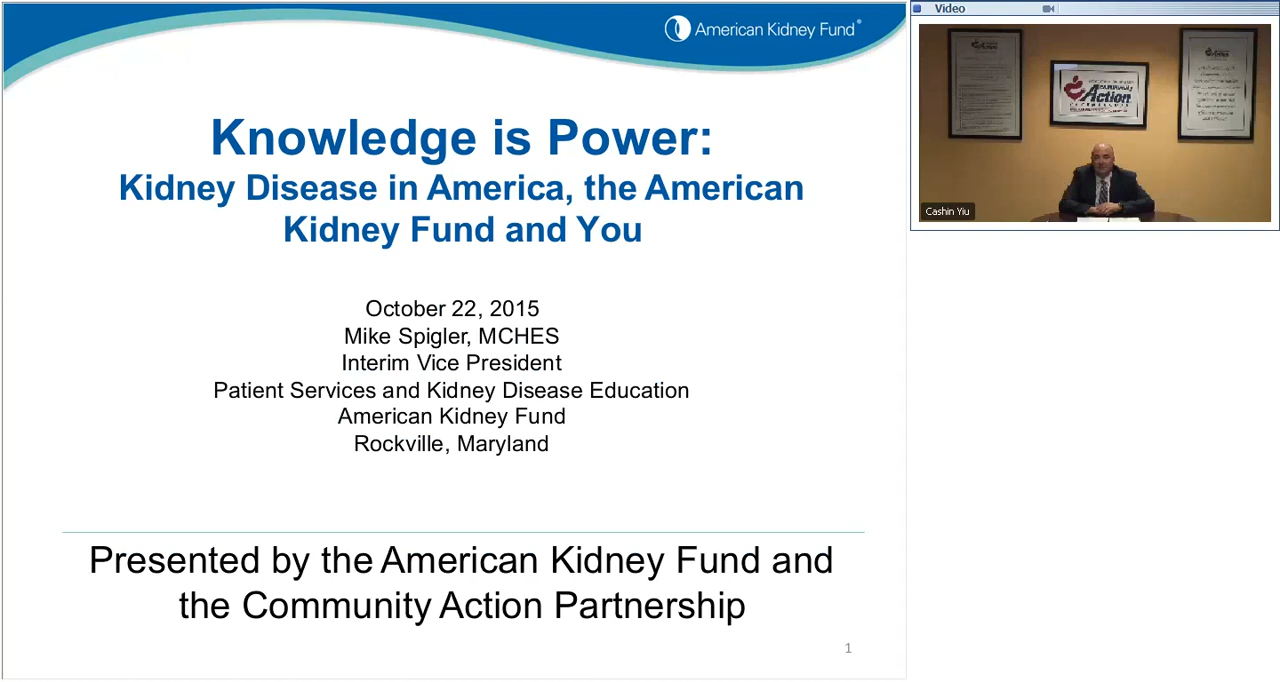 American Kidney Fund®
Knowledge is Power:
Kidney Disease in America, the American
Kidney Fund and You
October 22, 2015
Mike Spigler, MCHES
Interim Vice President
Patient Services and Kidney Disease Education
American Kidney Fund
Rockville, Maryland
Presented by the American Kidney Fund and
the Community Action Partnership
1
Video
Community
Action
Cashin Yiu